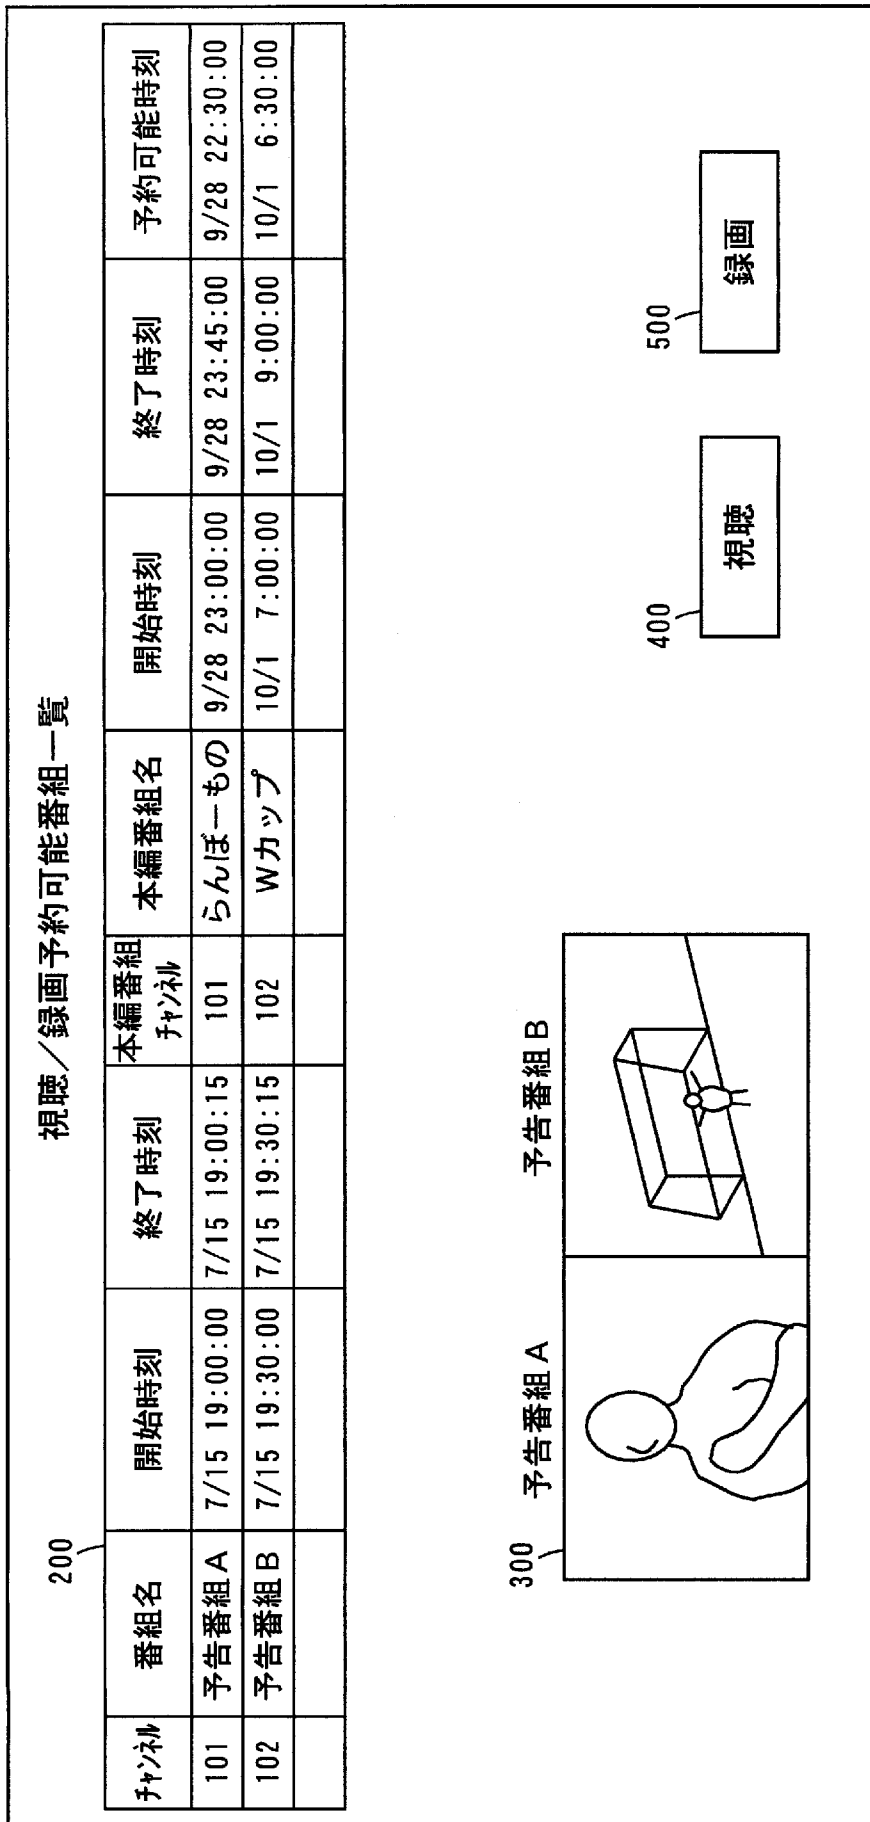 視聴／録画予約可能番組一覧
200
チャンネル 番組名 開始時刻 終了時刻 本編番組チャンネル 本編番組名 開始時刻 終了時刻 予約可能時刻
101 予告番組A 7/15 19:00:00 7/15 19:00:15 101 らんぼーもの 9/28 23:00:00 9/28 23:45:00 9/28 22:30:00
102 予告番組B 7/15 19:30:00 7/15 19:30:15 102 Wカップ 10/1 7:00:00 10/1 9:00:00 10/1 6:30:00
300
予告番組A 予告番組B
400
視聴
500
録画